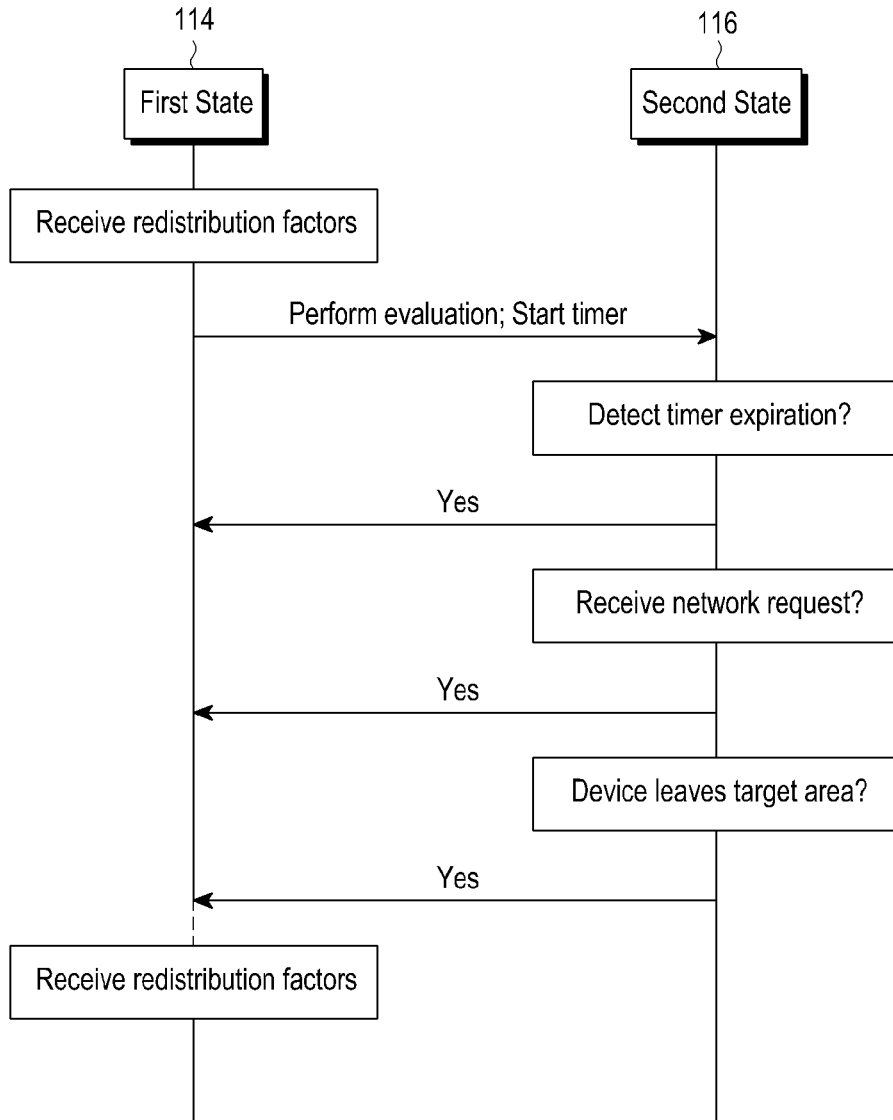 114
116
First State
Second State
Receive redistribution factors
Perform evaluation; Start timer
Detect timer expiration?
Yes
Receive network request?
Yes
Device leaves target area?
Yes
Receive redistribution factors